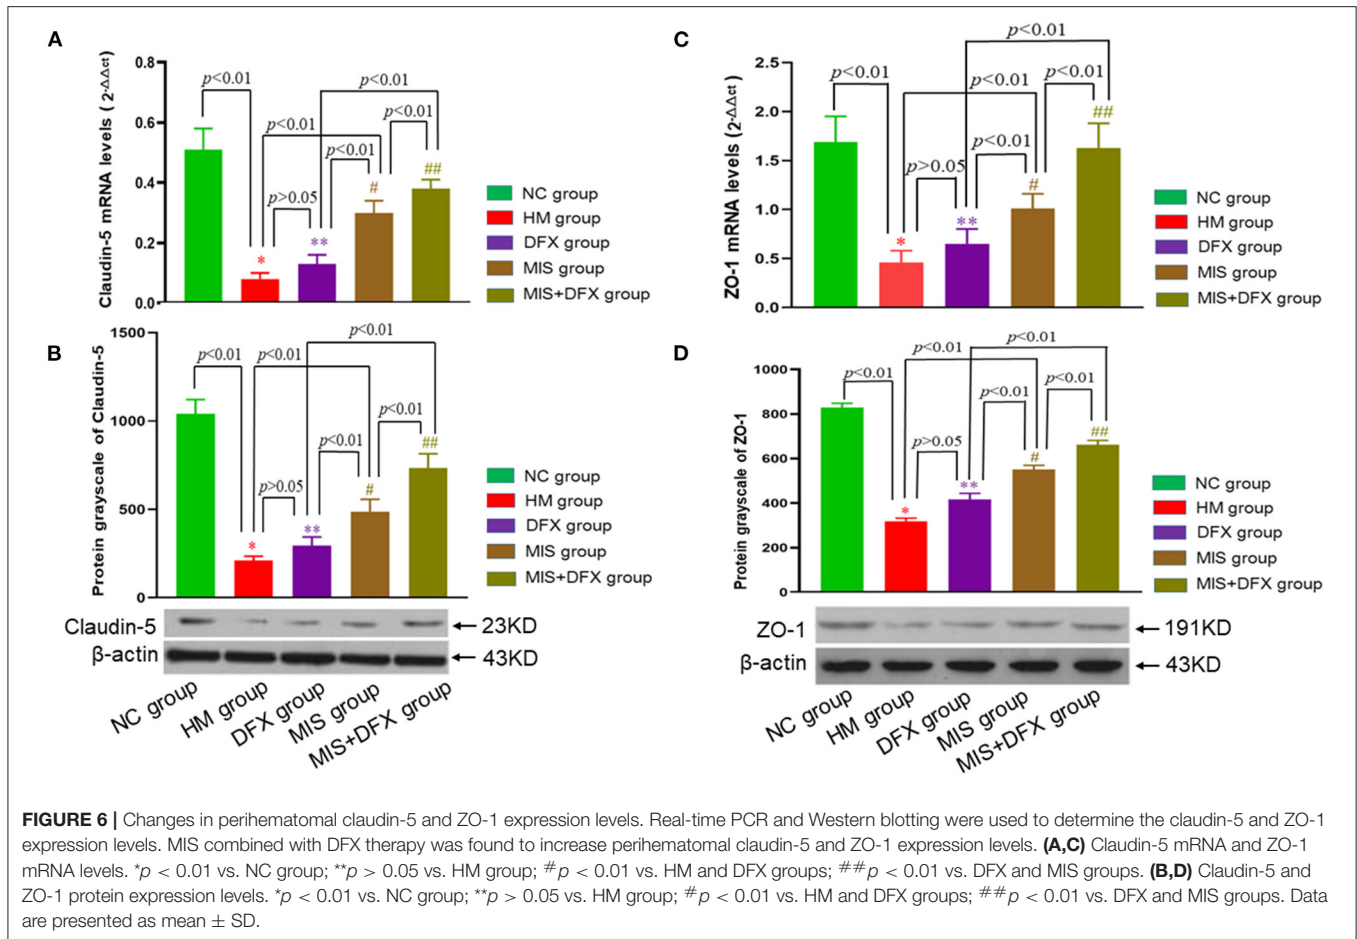 A
Claudin-5 mRNA levels (2-ΔΔct)
0.8
0.6
0.4
0.2
0.0
p<0.01
p<0.01
p<0.01
p<0.01
p<0.01
p>0.05
*
**
#
##
NC group
HM group
DFX group
MIS group
MIS+DFX group
C
ZO-1 mRNA levels (2-ΔΔct)
2.5
2.0
1.5
1.0
0.5
0.0
p<0.01
p<0.01
p<0.01
p<0.01
p>0.05
p<0.01
*
**
#
##
NC group
HM group
DFX group
MIS group
MIS+DFX group
B
Protein grayscale of Claudin-5
1500
1000
500
0
p<0.01
p<0.01
p<0.01
p<0.01
p<0.01
p>0.05
*
**
#
##
NC group
HM group
DFX group
MIS group
MIS+DFX group
Claudin-5
←23KD
β-actin
←43KD
NC group
HM group
DFX group
MIS group
MIS+DFX group
D
Protein grayscale of ZO-1
1000
800
600
400
200
0
p<0.01
p<0.01
p<0.01
p<0.01
p<0.01
p>0.05
*
**
#
##
NC group
HM group
DFX group
MIS group
MIS+DFX group
ZO-1
←191KD
β-actin
←43KD
NC group
HM group
DFX group
MIS group
MIS+DFX group
FIGURE 6 | Changes in perihematomal claudin-5 and ZO-1 expression levels. Real-time PCR and Western blotting were used to determine the claudin-5 and ZO-1
expression levels. MIS combined with DFX therapy was found to increase perihematomal claudin-5 and ZO-1 expression levels. (A,C) Claudin-5 mRNA and ZO-1
mRNA levels. *p < 0.01 vs. NC group; **p > 0.05 vs. HM group; #p < 0.01 vs. HM and DFX groups; ##p < 0.01 vs. DFX and MIS groups. (B,D) Claudin-5 and
ZO-1 protein expression levels. *p < 0.01 vs. NC group; **p > 0.05 vs. HM group; #p < 0.01 vs. HM and DFX groups; ##p < 0.01 vs. DFX and MIS groups. Data
are presented as mean ± SD.